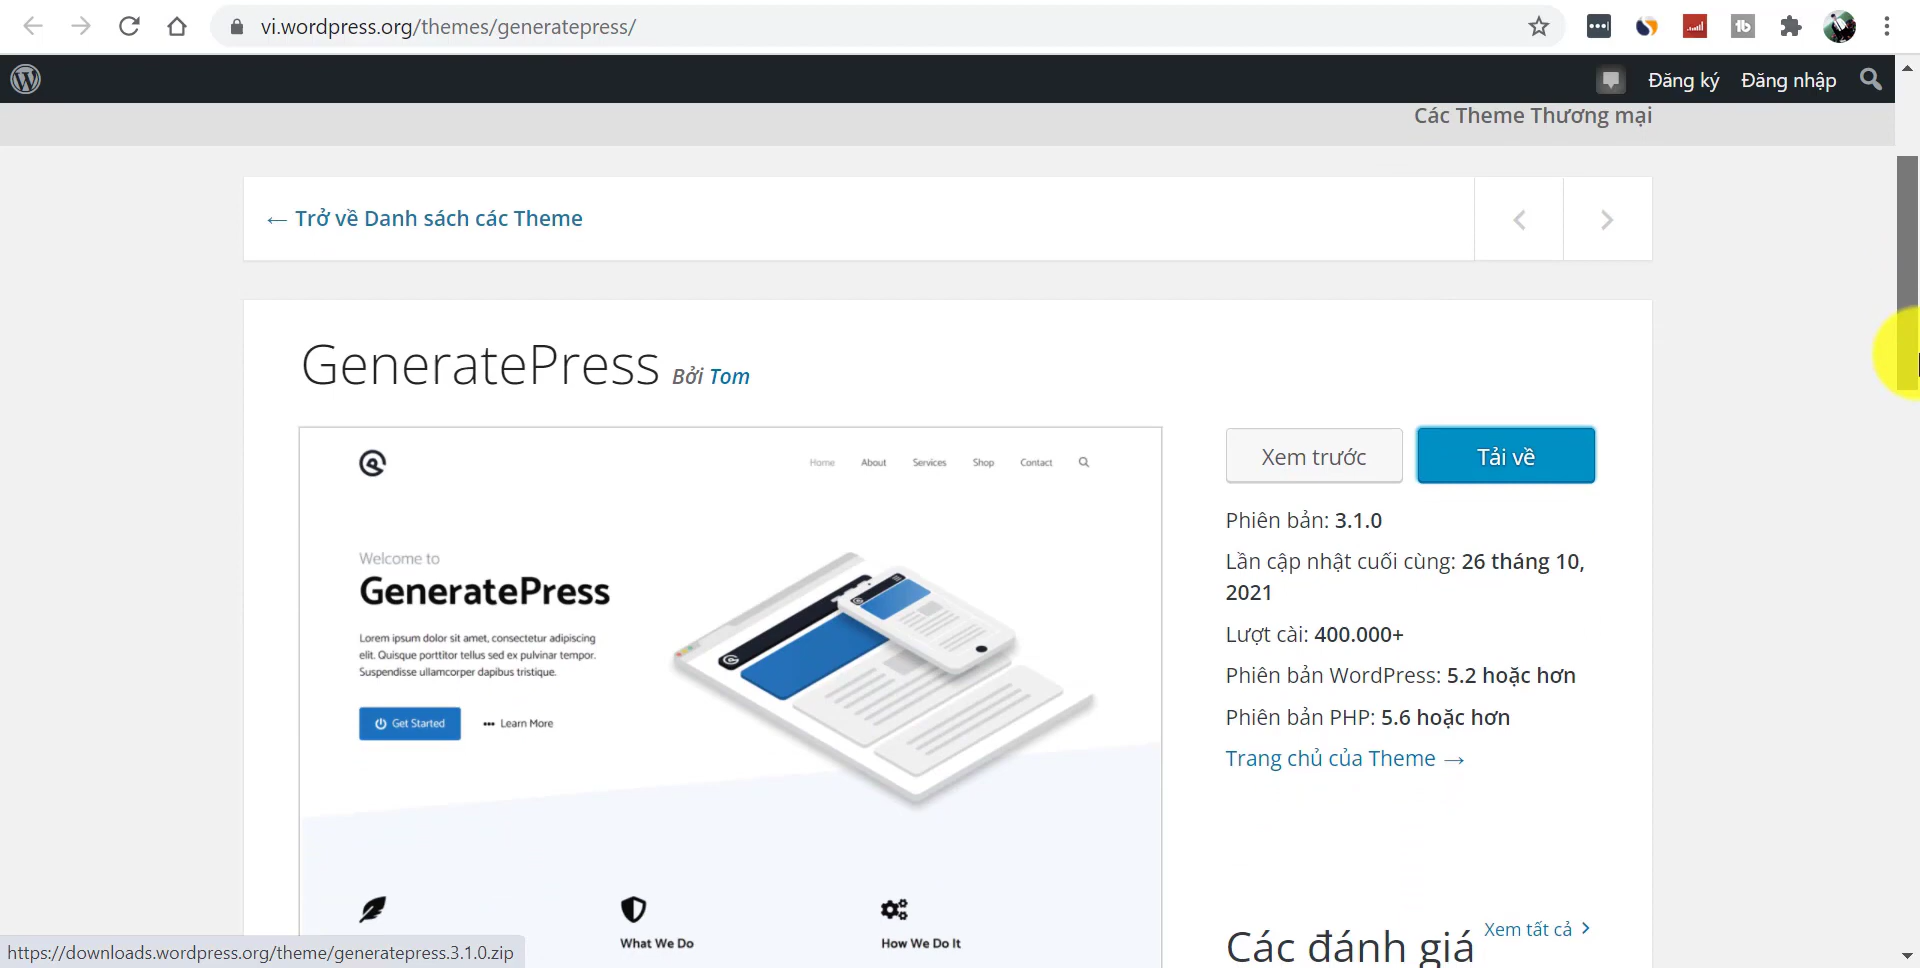 vi.wordpress.org/themes/generatepress/
Đăng ký Đăng nhập
Các Theme Thương mại
← Trở về Danh sách các Theme
GeneratePress Bởi Tom
Home About Services Shop Contact
Welcome to
GeneratePress
Lorem ipsum dolor sit amet, consectetur adipiscing
elit. Quisque porttitor tellus sed ex pulvinar tempor.
Suspendisse ullamcorper dapibus tristique.
Get Started ••• Learn More
What We Do
How We Do It
Xem trước Tải về
Phiên bản: 3.1.0
Lần cập nhật cuối cùng: 26 tháng 10,
2021
Lượt cài: 400.000+
Phiên bản WordPress: 5.2 hoặc hơn
Phiên bản PHP: 5.6 hoặc hơn
Trang chủ của Theme →
Các đánh giá Xem tất cả
https://downloads.wordpress.org/theme/generatepress.3.1.0.zip